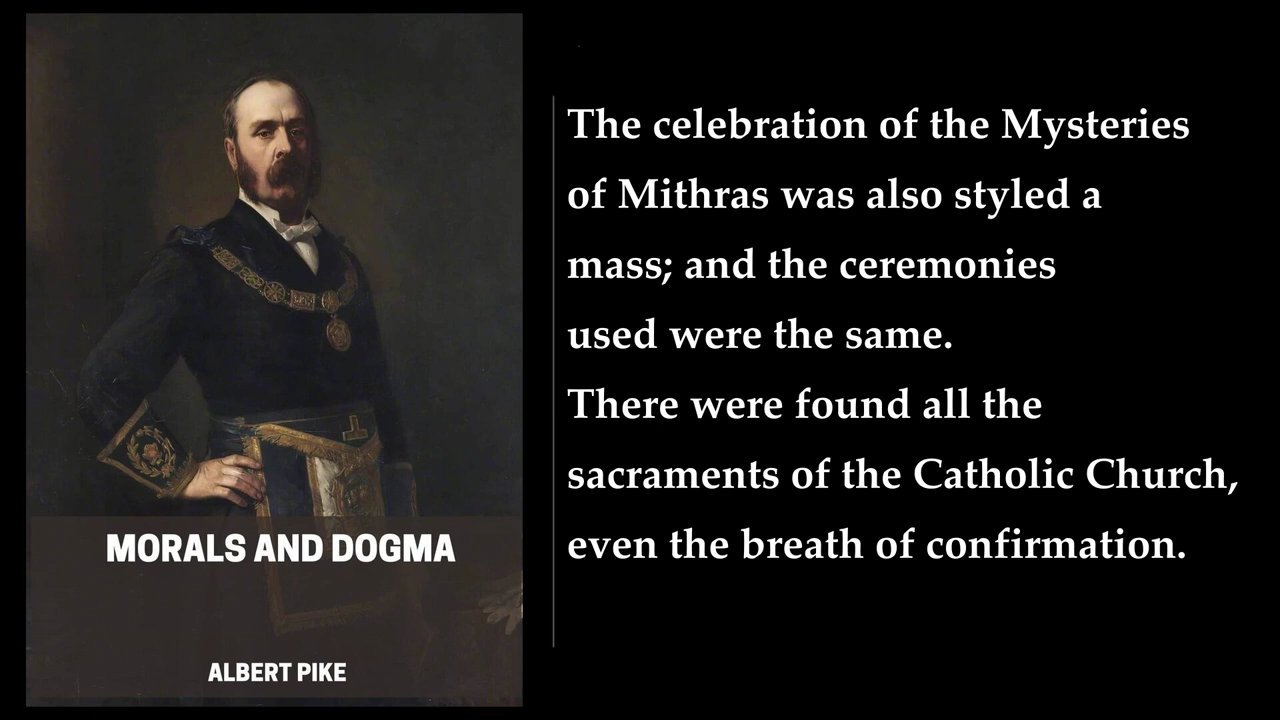 MORALS AND DOGMA
ALBERT PIKE
The celebration of the Mysteries
of Mithras was also styled a
mass; and the ceremonies
used were the same.
There were found all the
sacraments of the Catholic Church,
even the breath of confirmation.